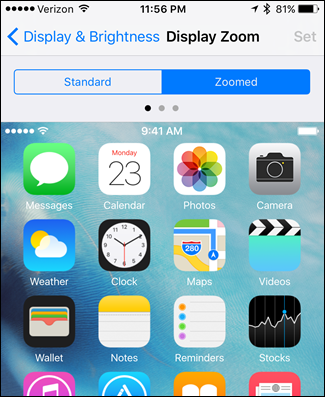 Verizon 11:56 PM 81%
Display & Brightness Display Zoom Set
Standard Zoomed
9:41 AM
Monday
23
Messages Calendar Photos Camera
280
Weather Clock Maps Videos
Wallet Notes Reminders Stocks